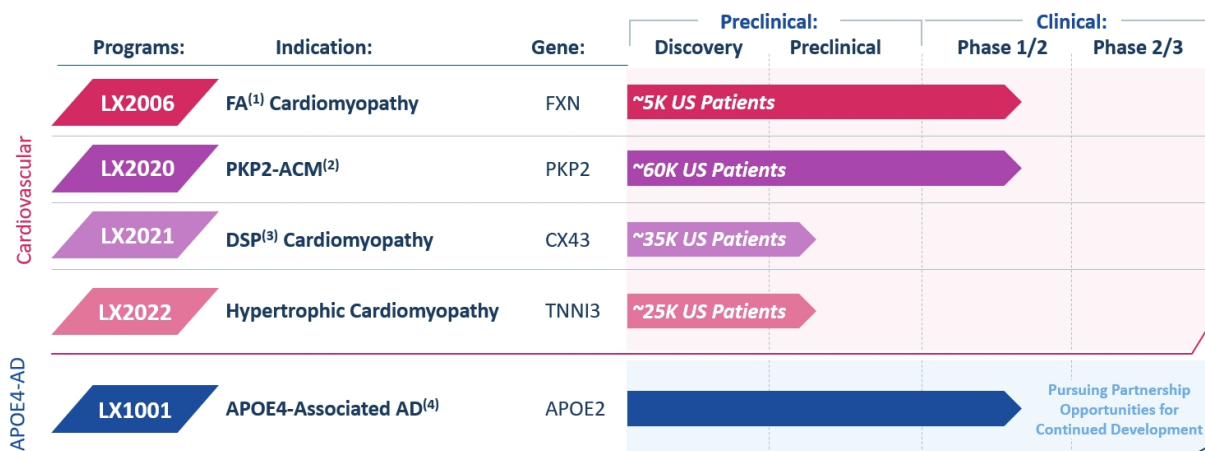 Preclinical: Clinical:
Programs: Indication: Gene: Discovery Preclinical Phase 1/2 Phase 2/3
Cardiovascular
LX2006 FA(1) Cardiomyopathy FXN ~5K US Patients
LX2020 PKP2-ACM(2) PKP2 ~60K US Patients
LX2021 DSP(3) Cardiomyopathy CX43 ~35K US Patients
LX2022 Hypertrophic Cardiomyopathy TNNI3 ~25K US Patients
APOE4-AD
LX1001 APOE4-Associated AD(4) APOE2
Pursuing Partnership
Opportunities for
Continued Development